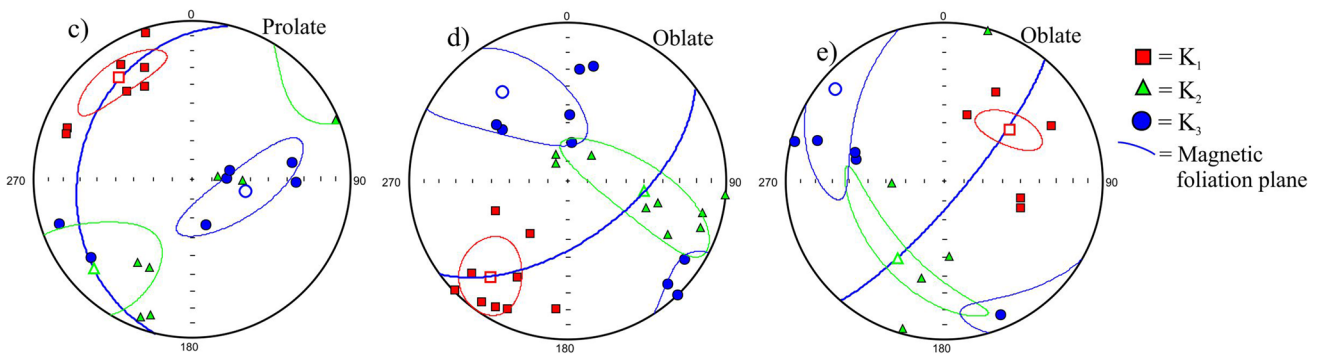 c)
Prolate
0
90
180
270
d)
Oblate
0
90
180
270
e)
Oblate
0
90
180
270
= K1
= K2
= K3
= Magnetic
foliation plane